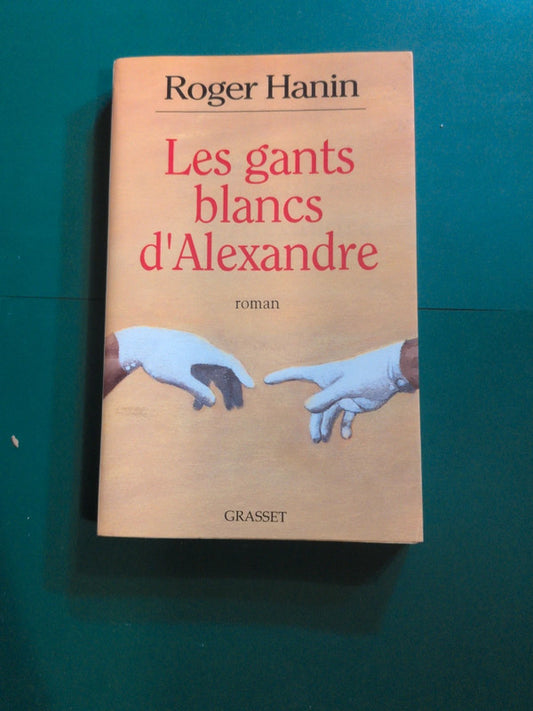 Roger Hanin
Les gants
blancs
d'Alexandre
roman
GRASSET